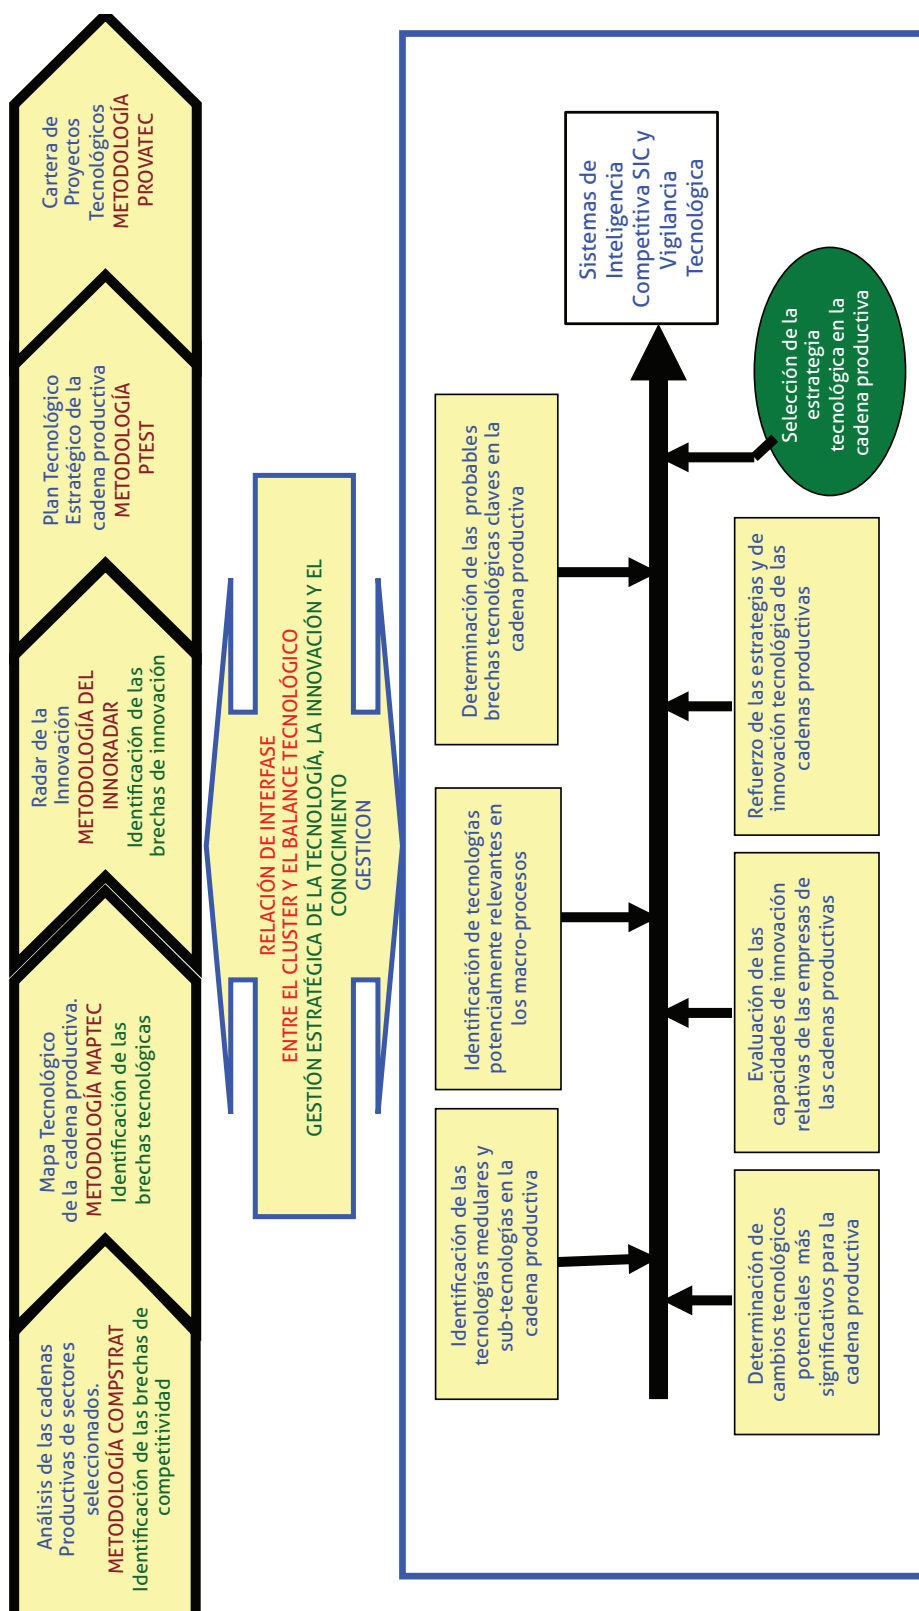 Análisis de las cadenas
Productivas de sectores
seleccionados.
METODOLOGÍA COMPSTRAT
Identificación de las brechas de
competitividad
Mapa Tecnológico
de la cadena productiva.
METODOLOGÍA MAPTEC
Identificación de las
brechas tecnológicas
Radar de la
Innovación
METODOLOGÍA DEL
INNORADAR
Identificación de las
brechas de innovación
Plan Tecnológico
Estratégico de la
cadena productiva
METODOLOGÍA
PTEST
Cartera de
Proyectos
Tecnológicos
METODOLOGÍA
PROVATEC
RELACIÓN DE INTERFASE
ENTRE EL CLUSTER Y EL BALANCE TECNOLÓGICO
GESTIÓN ESTRATÉGICA DE LA TECNOLOGÍA, LA INNOVACIÓN Y EL
CONOCIMIENTO
GESTICON
Identificación de las
tecnologías medulares y
sub-tecnologías en la
cadena productiva
Identificación de tecnologías
potencialmente relevantes en
los macro-procesos
Determinación de las probables
brechas tecnológicas claves en la
cadena productiva
Sistemas de
Inteligencia
Competitiva SIC y
Vigilancia
Tecnológica
Determinación de
cambios tecnológicos
potenciales más
significativos para la
cadena productiva
Evaluación de las
capacidades de innovación
relativas de las empresas de
las cadenas productivas
Refuerzo de las estrategias y de
innovación tecnológica de las
cadenas productivas
Selección de la
estrategia
tecnológica en la
cadena productiva